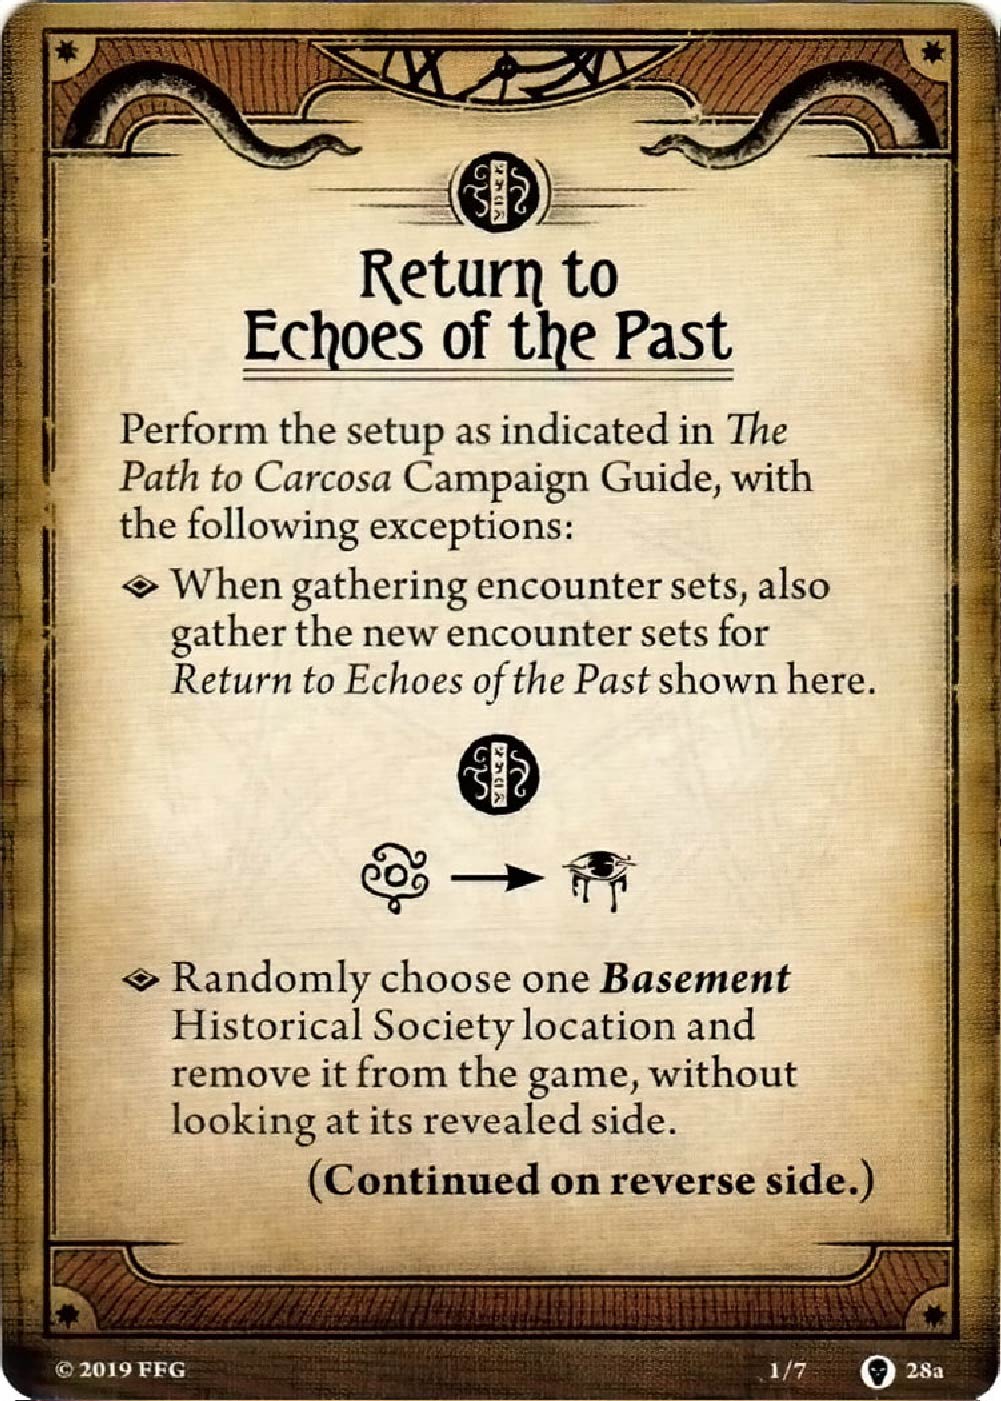 Return to
Echoes of the Past
Perform the setup as indicated in The
Path to Carcosa Campaign Guide, with
the following exceptions:
When gathering encounter sets, also
gather the new encounter sets for
Return to Echoes of the Past shown here.
Randomly choose one Basement
Historical Society location and
remove it from the game, without
looking at its revealed side.
(Continued on reverse side.)
© 2019 FFG 1/7 28a